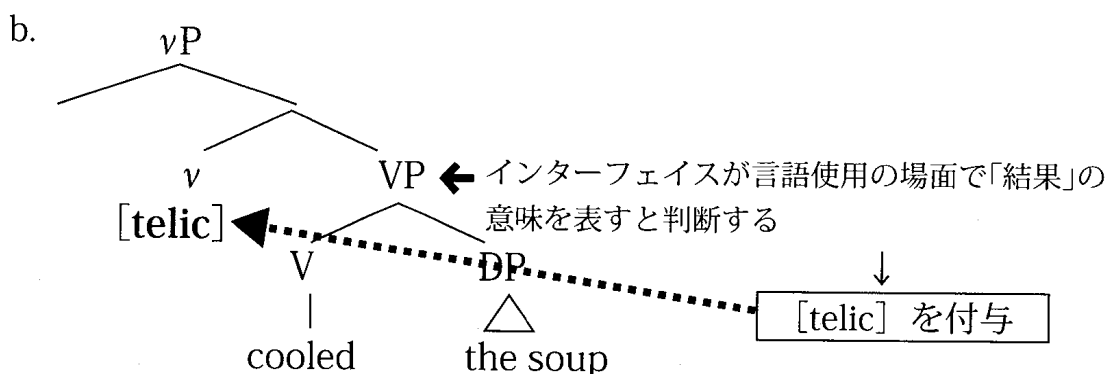 b.
νP
ν
VP ← インターフェイスが言語使用の場面で「結果」の
意味を表すと判断する
[telic]
↓
V
DP
[telic] を付与
cooled
the soup